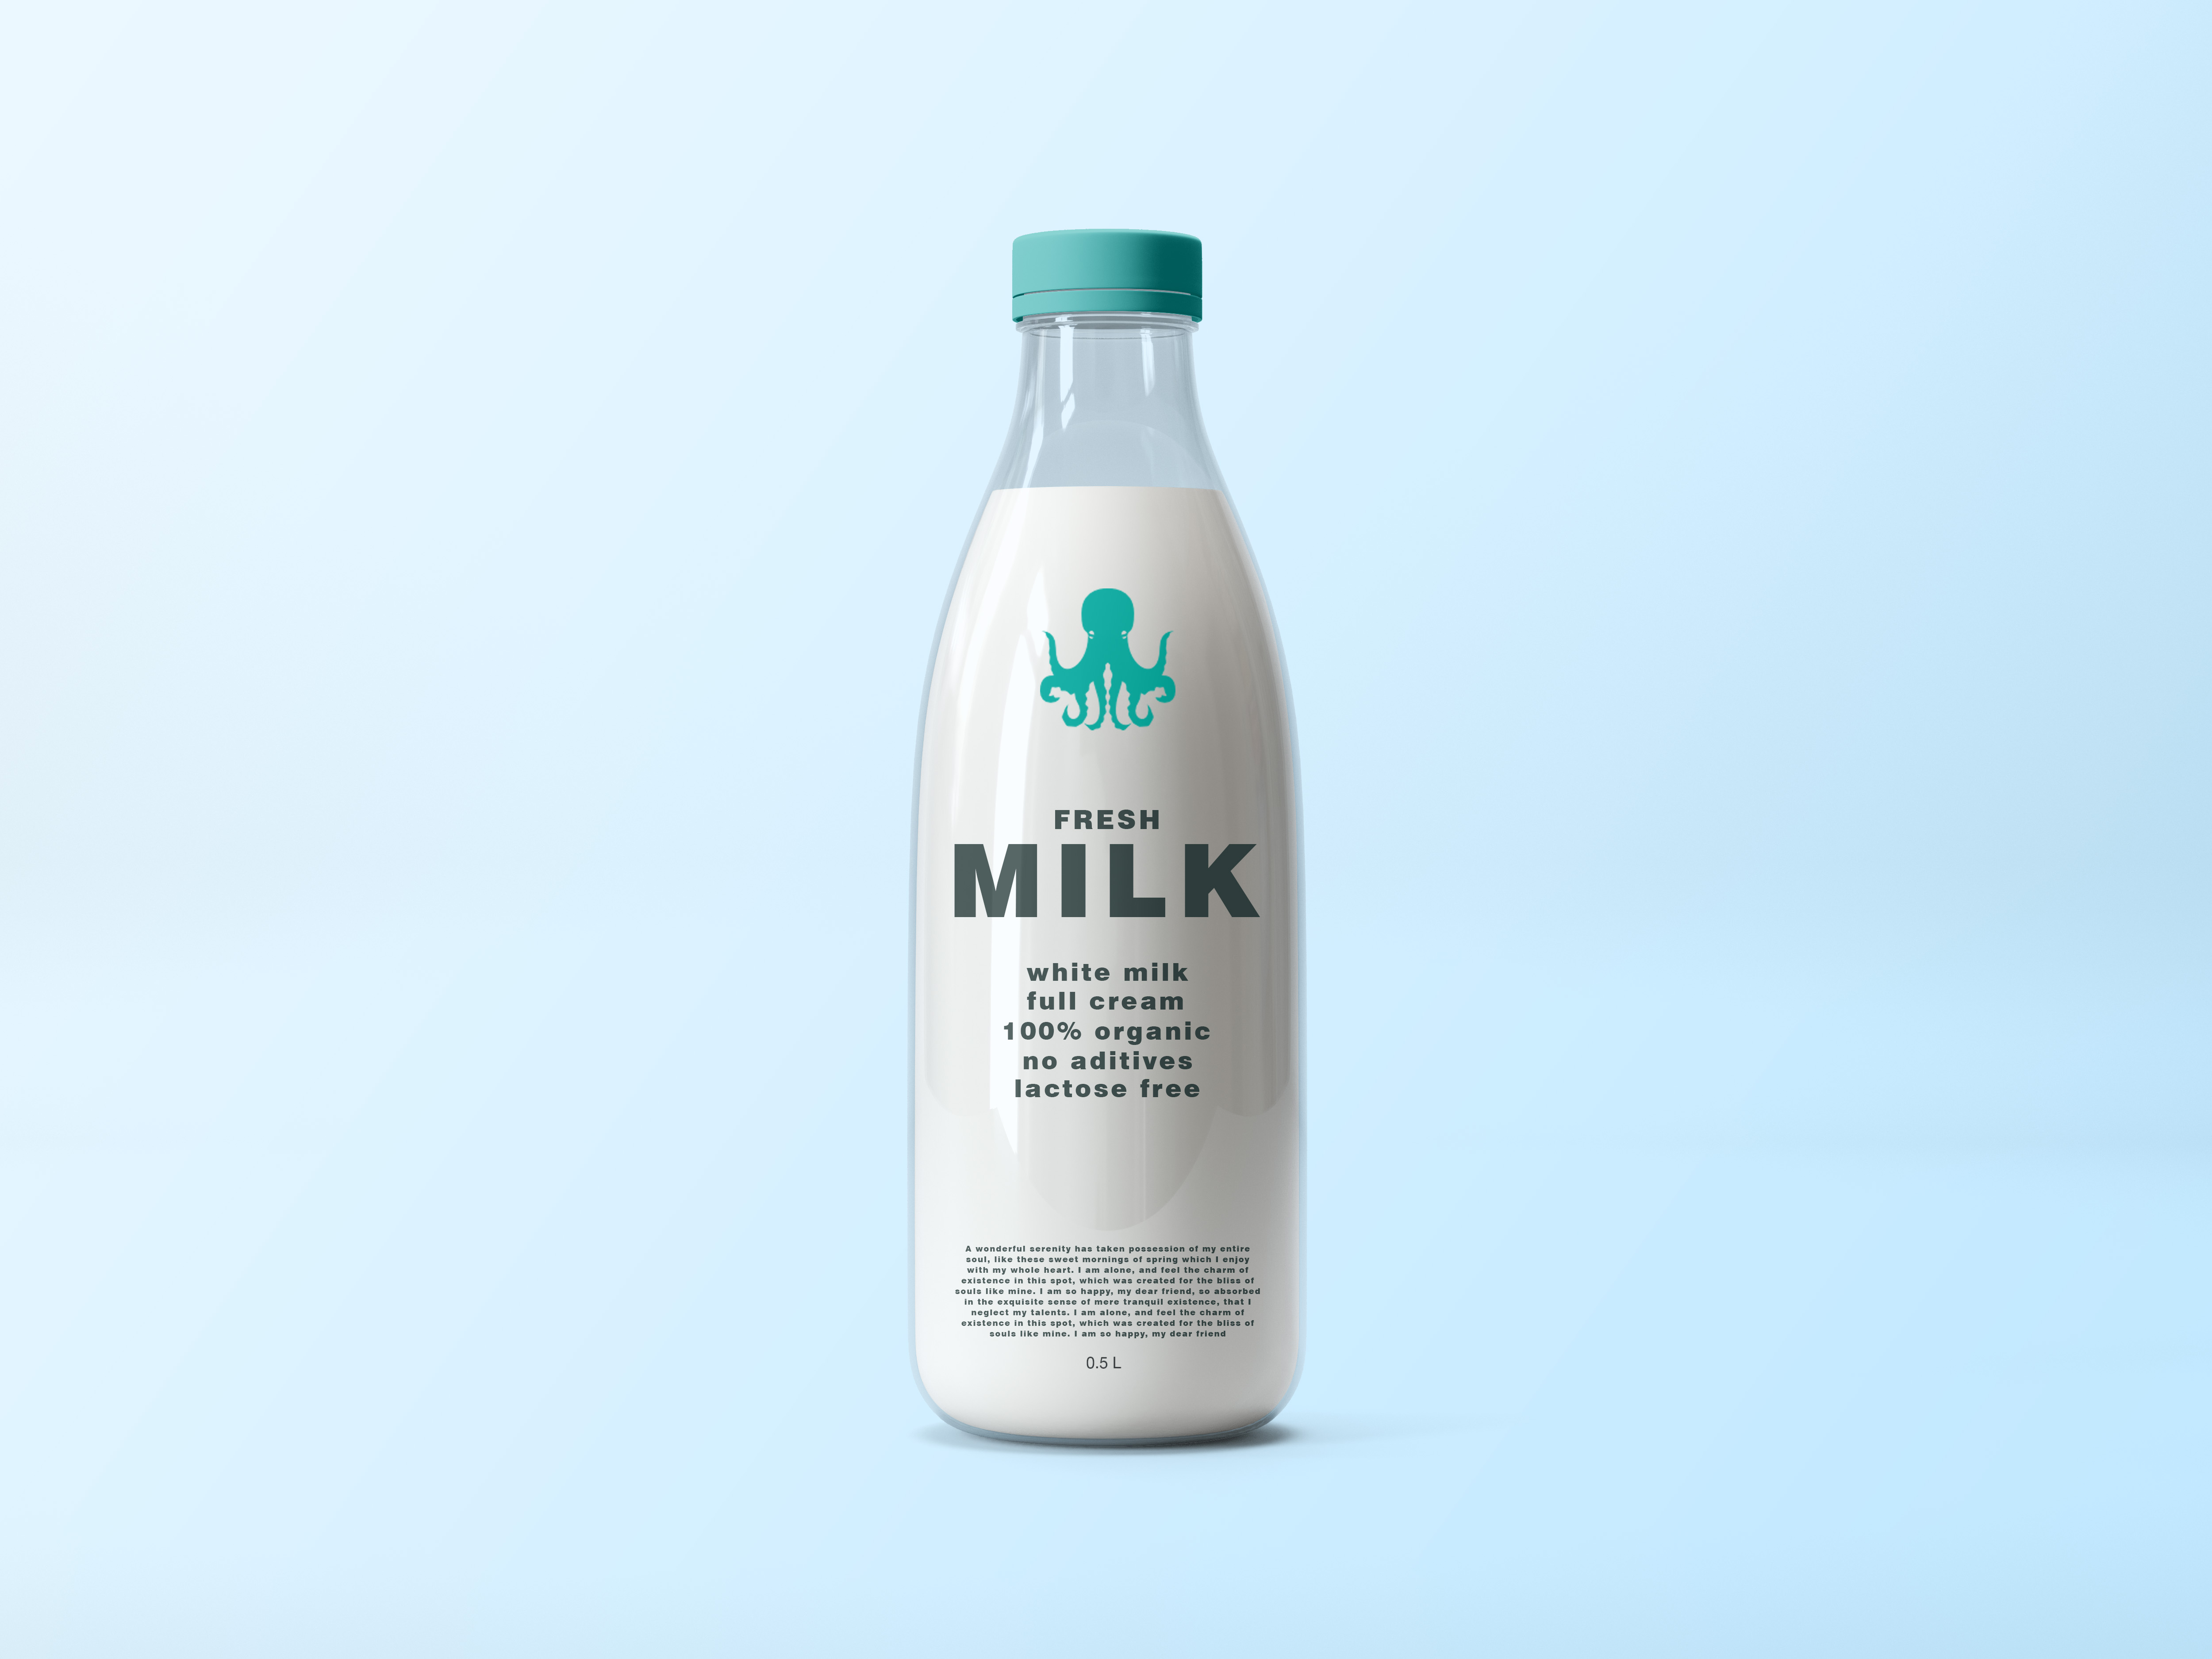 FRESH
MILK
white milk
full cream
100% organic
no aditives
lactose free
A wonderful serenity has taken possession of my entire
soul, like these sweet mornings of spring which I enjoy
with my whole heart. I am alone, and feel the charm of
existence in this spot, which was created for the bliss of
souls like mine. I am so happy, my dear friend, so absorbed
in the exquisite sense of mere tranquil existence, that I
neglect my talents. I am alone, and feel the charm of
existence in this spot, which was created for the bliss of
souls like mine. I am so happy, my dear friend
0.5 L